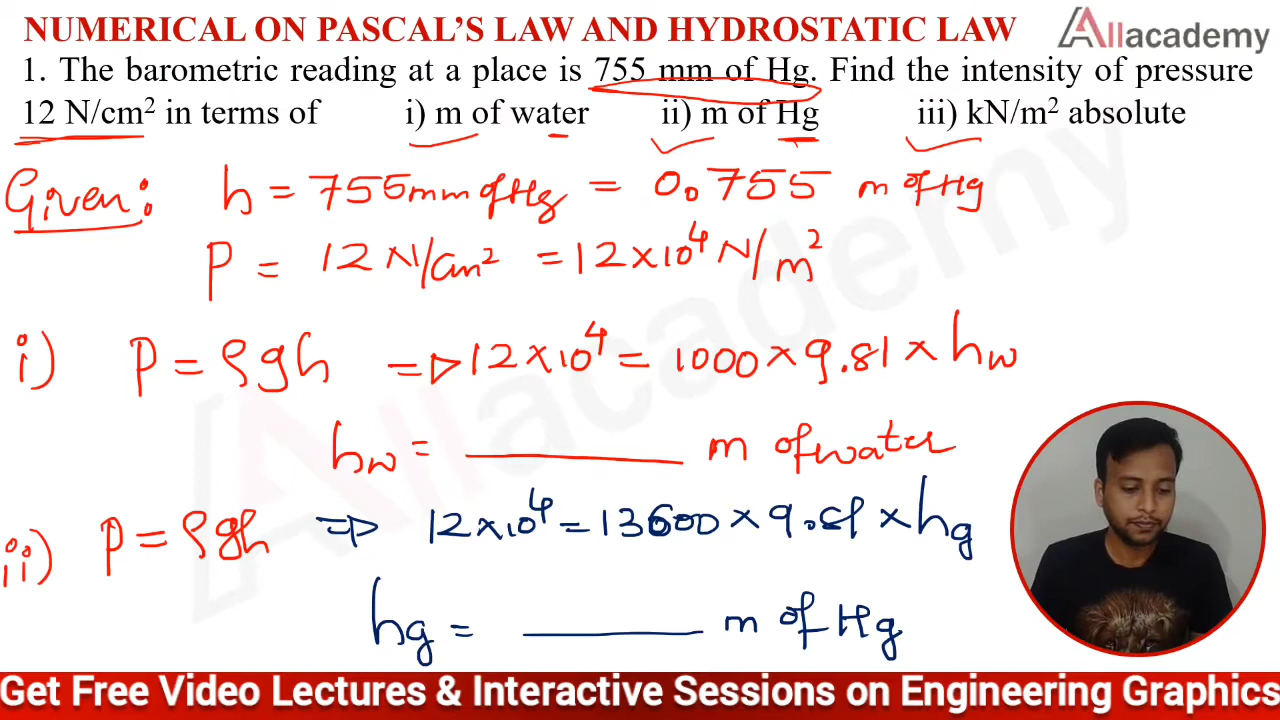 NUMERICAL ON PASCAL'S LAW AND HYDROSTATIC LAW
Allacademy
1. The barometric reading at a place is 755 mm of Hg. Find the intensity of pressure
12 N/cm² in terms of i) m of water ii) m of Hg iii) kN/m² absolute
Given: h = 755mm of Hg = 0.755 m of Hg
P = 12 N/cm² = 12×10⁴ N/m²
i) P = ρgh => 12×10⁴ = 1000 × 9.81 × hw
hw = ______ m of water
ii) P = ρgh => 12×10⁴ = 13600 × 9.81 × hg
hg = ______ m of Hg
Allacademy
Get Free Video Lectures & Interactive Sessions on Engineering Graphics